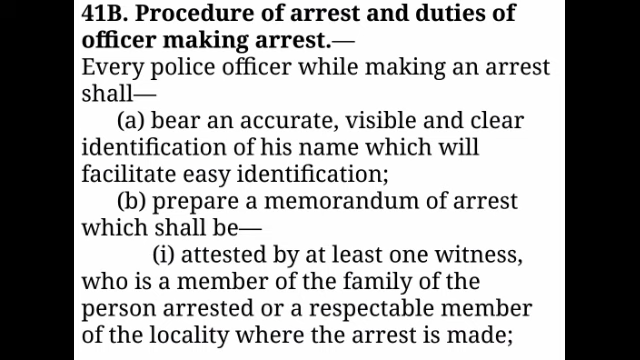 41B. Procedure of arrest and duties of
officer making arrest.—
Every police officer while making an arrest
shall—
(a) bear an accurate, visible and clear
identification of his name which will
facilitate easy identification;
(b) prepare a memorandum of arrest
which shall be—
(i) attested by at least one witness,
who is a member of the family of the
person arrested or a respectable member
of the locality where the arrest is made;